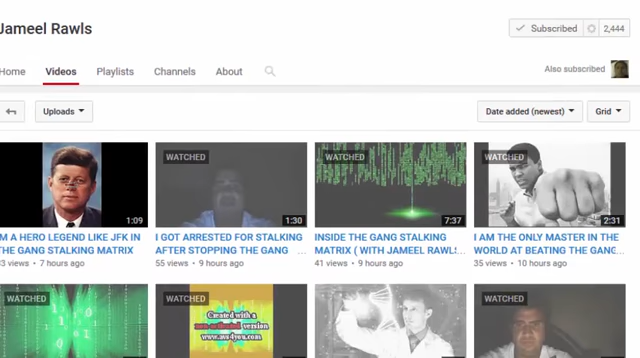 Jameel Rawls
Subscribed 2,444
Home Videos Playlists Channels About
Also subscribed
Uploads Date added (newest) Grid
WATCHED WATCHED WATCHED
1:09 1:30 7:37 2:31
M A HERO LEGEND LIKE JFK IN
THE GANG STALKING MATRIX
3 views • 7 hours ago
I GOT ARRESTED FOR STALKING
AFTER STOPPING THE GANG ...
55 views • 9 hours ago
INSIDE THE GANG STALKING
MATRIX ( WITH JAMEEL RAWLS...
41 views • 9 hours ago
I AM THE ONLY MASTER IN THE
WORLD AT BEATING THE GANG...
35 views • 10 hours ago
WATCHED WATCHED WATCHED
Created with a
version
www.avs4you.com